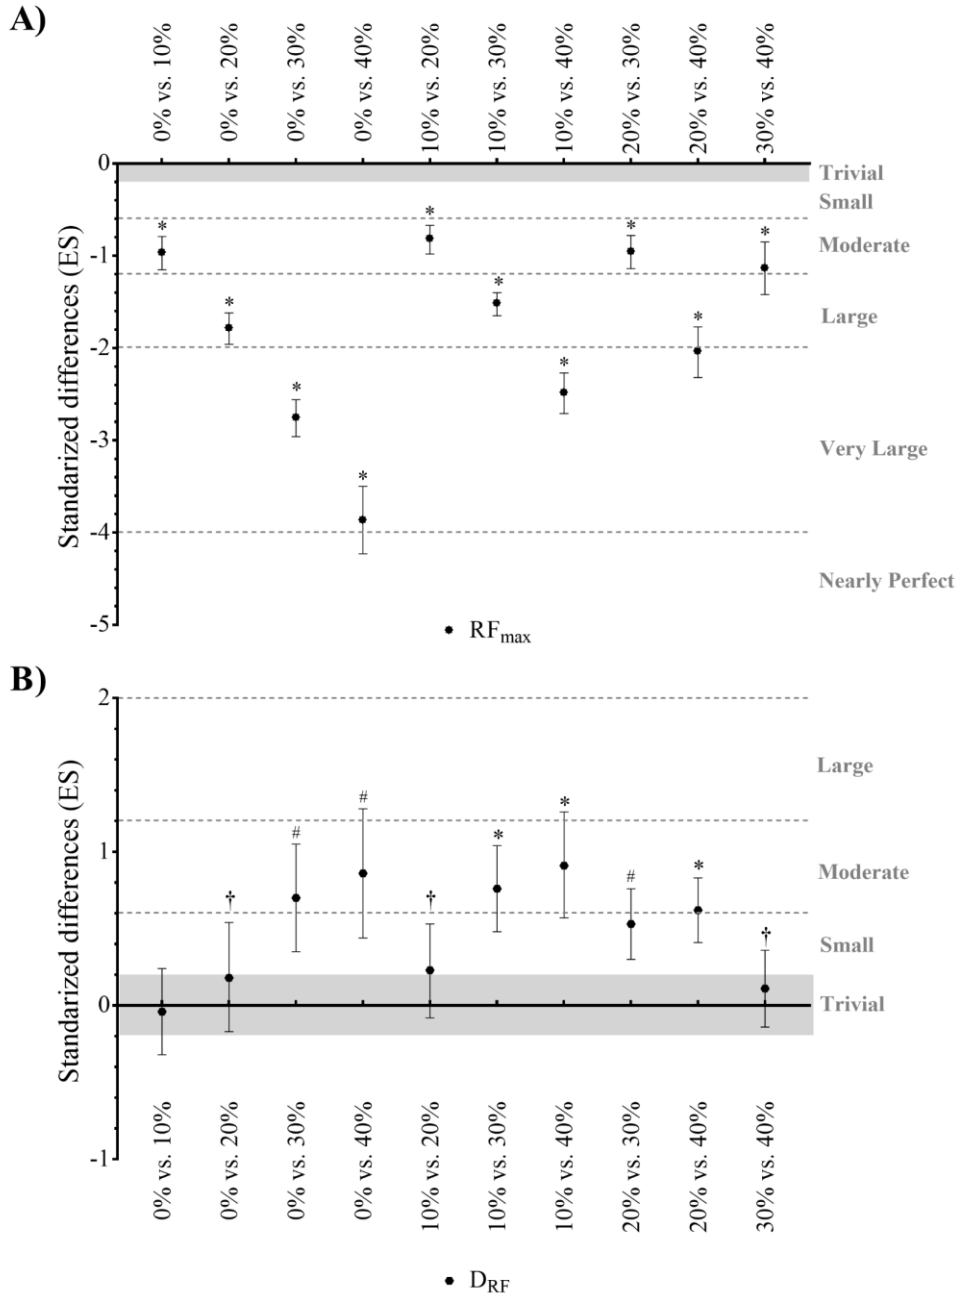 A)
0% vs. 10%
0% vs. 20%
0% vs. 30%
0% vs. 40%
10% vs. 20%
10% vs. 30%
10% vs. 40%
20% vs. 30%
20% vs. 40%
30% vs. 40%
Standarized differences (ES)
0
-1
-2
-3
-4
-5
* * * * * * * * * *
Trivial
Small
Moderate
Large
Very Large
Nearly Perfect
RFmax
B)
Standarized differences (ES)
2
1
0
-1
† # # † * * # * †
Large
Moderate
Small
Trivial
0% vs. 10%
0% vs. 20%
0% vs. 30%
0% vs. 40%
10% vs. 20%
10% vs. 30%
10% vs. 40%
20% vs. 30%
20% vs. 40%
30% vs. 40%
DRF